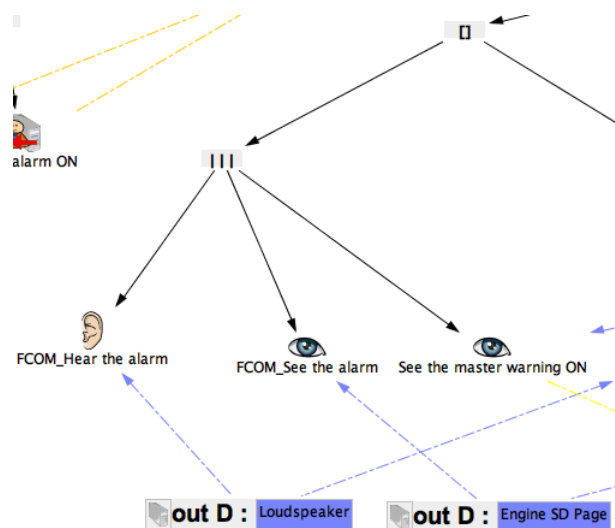 []
alarm ON
|||
FCOM_Hear the alarm
FCOM_See the alarm
See the master warning ON
out D : Loudspeaker
out D : Engine SD Page